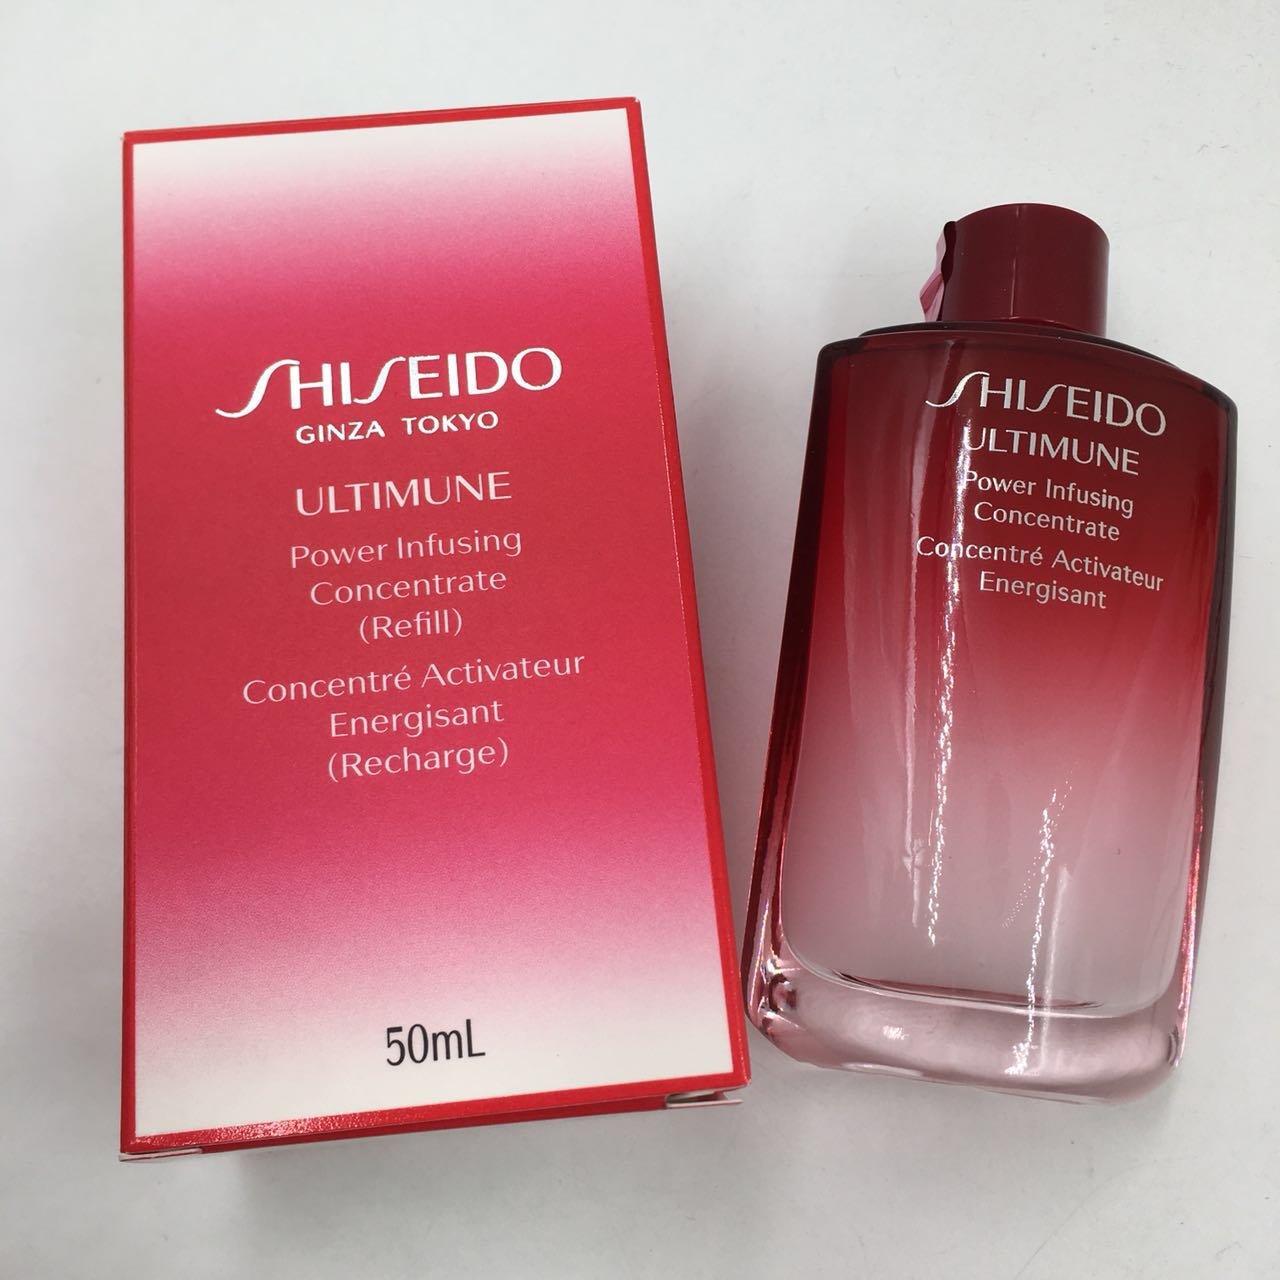 SHISEIDO
GINZA TOKYO
ULTIMUNE
Power Infusing
Concentrate
(Refill)
Concentré Activateur
Energisant
(Recharge)
50mL
SHISEIDO
ULTIMUNE
Power Infusing
Concentrate
Concentré Activateur
Energisant